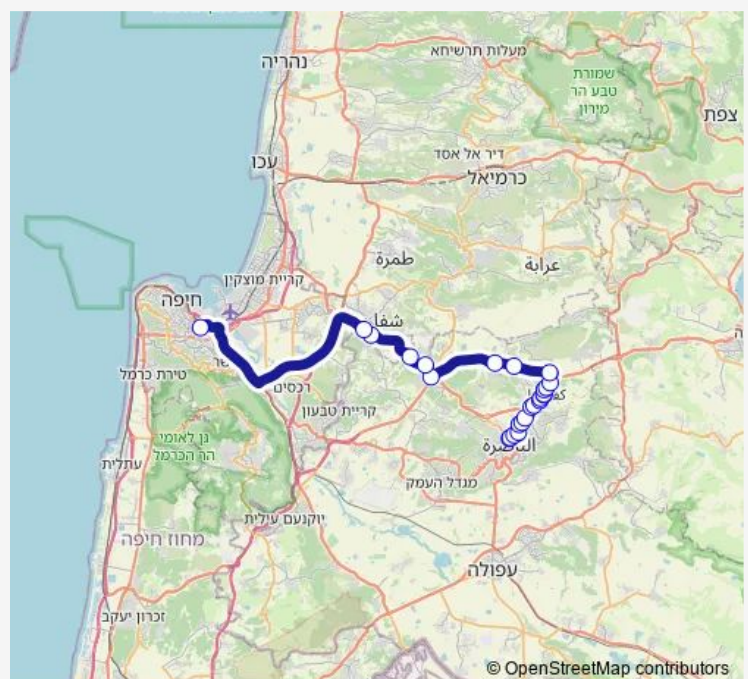 מעלות תרשיחא
נהריה
שמורת
טבע הר
מירון
צפת
דיר אל אסד
עכו
כרמיאל
טמרה
עראבה
קריית מוצקין
חיפה
שפר
טירת כרמל
רכסים
קריית טבעון
גן לאומי
הר הכרמל
עתלית
מגדל העמק
יוקנעם עילית
מחוז חיפה
עפולה
זכרון יעקב
© OpenStreetMap contributors